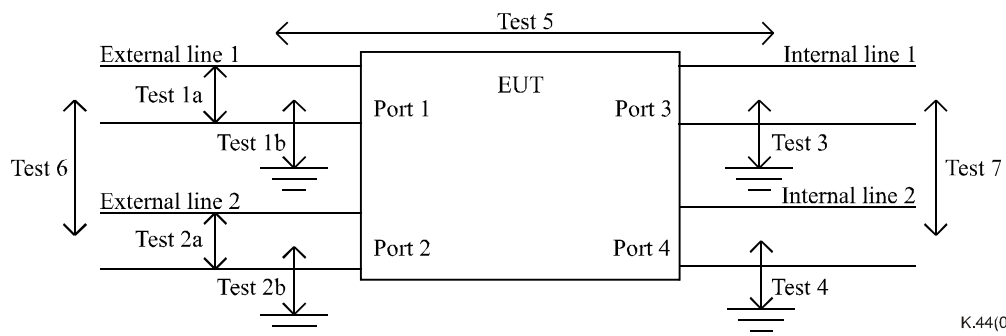 Test 5
External line 1
Internal line 1
EUT
Test 1a
Port 1
Port 3
Test 1b
Test 3
Test 6
Test 7
External line 2
Internal line 2
Test 2a
Port 2
Port 4
Test 2b
Test 4
K.44(0